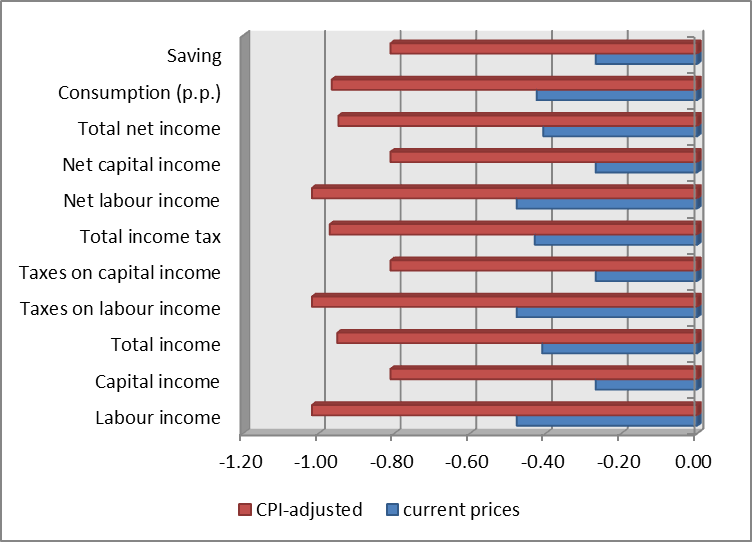 Saving
Consumption (p.p.)
Total net income
Net capital income
Net labour income
Total income tax
Taxes on capital income
Taxes on labour income
Total income
Capital income
Labour income
-1.20 -1.00 -0.80 -0.60 -0.40 -0.20 0.00
CPI-adjusted current prices